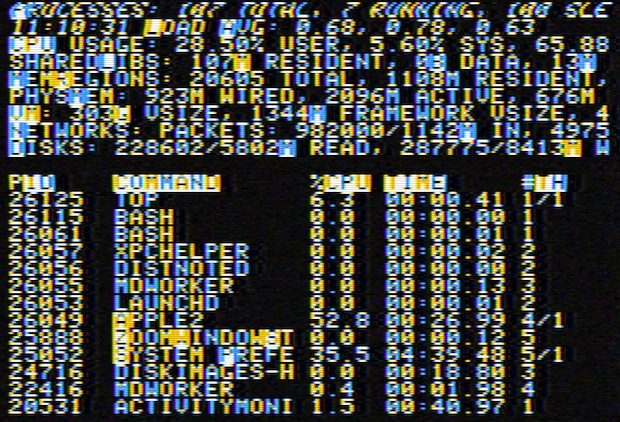 PROCESSES: 187 TOTAL, 7 RUNNING, 180 SLE
11:10:31 LOAD AVG: 0.68, 0.78, 0.63
CPU USAGE: 28.50% USER, 5.60% SYS, 65.88
SHAREDLIBS: 107M RESIDENT, DATA, 13M
MEMREGIONS: 20605 TOTAL, 1108M RESIDENT,
PHYSMEM: 923M WIRED, 2096M ACTIVE, 676M
VM: 303G VSIZE, 1344M FRAMEWORK VSIZE, 4
NETWORKS: PACKETS: 982000/1142M IN, 4975
DISKS: 228602/5802M READ, 287775/8413M W
PID COMMAND %CPU TIME #TH
26125 TOP 6.3 00:00.41 1/1
26115 BASH 0.0 00:00.00 1
26061 BASH 0.0 00:00.01 1
26057 XPCHELPER 0.0 00:00.02 2
26056 DISTNOTED 0.0 00:00.00 2
26055 MDWORKER 0.0 00:00.13 3
26053 LAUNCHD 0.0 00:00.01 2
26049 APPLE2 52.8 00:26.99 4/1
25888 ZOOMWINDOWST 0.0 00:00.12 5
25052 SYSTEM PREFE 35.5 04:39.48 5/1
24716 DISKIMAGES-H 0.0 00:18.80 3
22416 MDWORKER 0.4 00:01.98 4
20531 ACTIVITYMONI 1.5 00:40.97 1